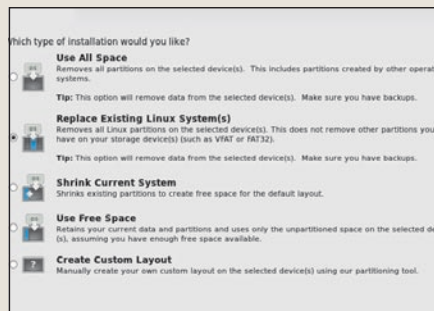 Which type of installation would you like?
Use All Space
Removes all partitions on the selected device(s). This includes partitions created by other operat
systems.
Tip: This option will remove data from the selected device(s). Make sure you have backups.
Replace Existing Linux System(s)
Removes all Linux partitions on the selected device(s). This does not remove other partitions you
have on your storage device(s) (such as VFAT or FAT32).
Tip: This option will remove data from the selected device(s). Make sure you have backups.
Shrink Current System
Shrinks existing partitions to create free space for the default layout.
Use Free Space
Retains your current data and partitions and uses only the unpartitioned space on the selected de
(s), assuming you have enough free space available.
Create Custom Layout
Manually create your own custom layout on the selected device(s) using our partitioning tool.